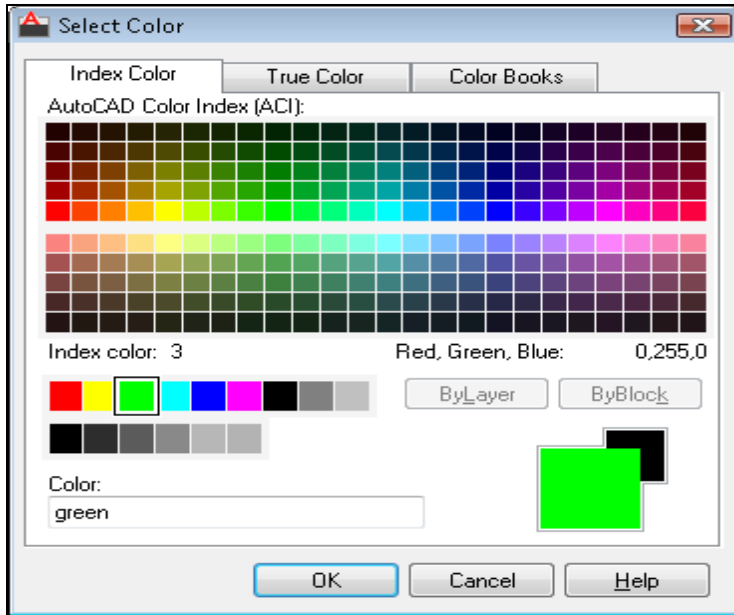 Select Color
Index Color True Color Color Books
AutoCAD Color Index (ACI):
Index color: 3 Red, Green, Blue: 0,255,0
ByLayer ByBlock
Color:
green
OK Cancel Help